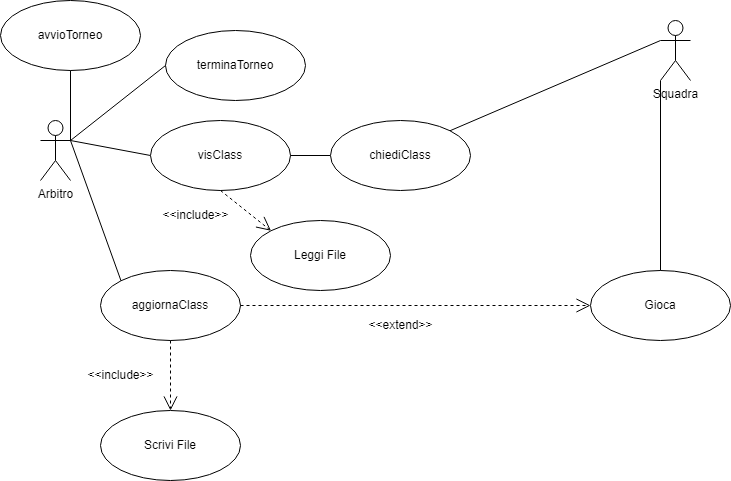 avvioTorneo
terminaTorneo
Squadra
visClass
chiediClass
Arbitro
<<include>>
Leggi File
aggiornaClass
Gioca
<<extend>>
<<include>>
Scrivi File